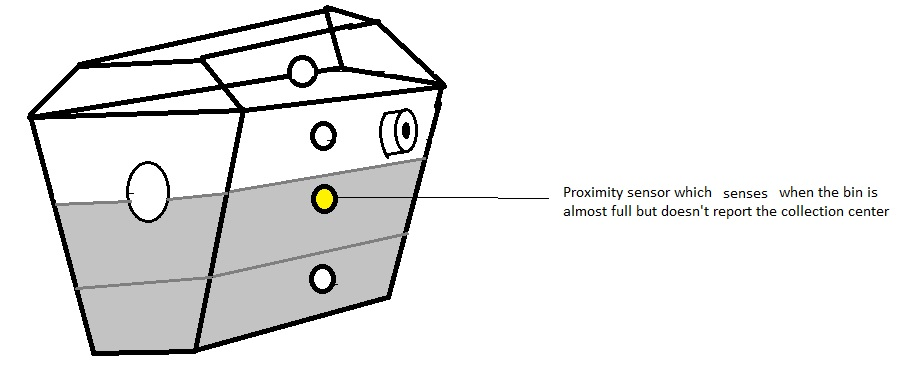 Proximity sensor which senses when the bin is
almost full but doesn't report the collection center